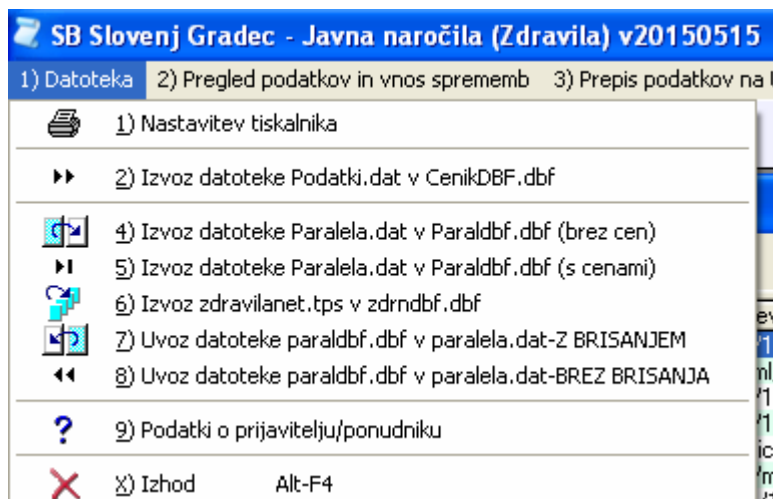 SB Slovenj Gradec - Javna naročila (Zdravila) v20150515
1) Datoteka 2) Pregled podatkov in vnos sprememb 3) Prepis podatkov na
1) Nastavitev tiskalnika
2) Izvoz datoteke Podatki.dat v CenikDBF.dbf
4) Izvoz datoteke Paralela.dat v Paraldbf.dbf (brez cen)
5) Izvoz datoteke Paralela.dat v Paraldbf.dbf (s cenami)
6) Izvoz zdravilanet.tps v zdrndbf.dbf
7) Uvoz datoteke paraldbf.dbf v paralela.dat-Z BRISANJEM
8) Uvoz datoteke paraldbf.dbf v paralela.dat-BREZ BRISANJA
9) Podatki o prijavitelju/ponudniku
X) Izhod Alt-F4